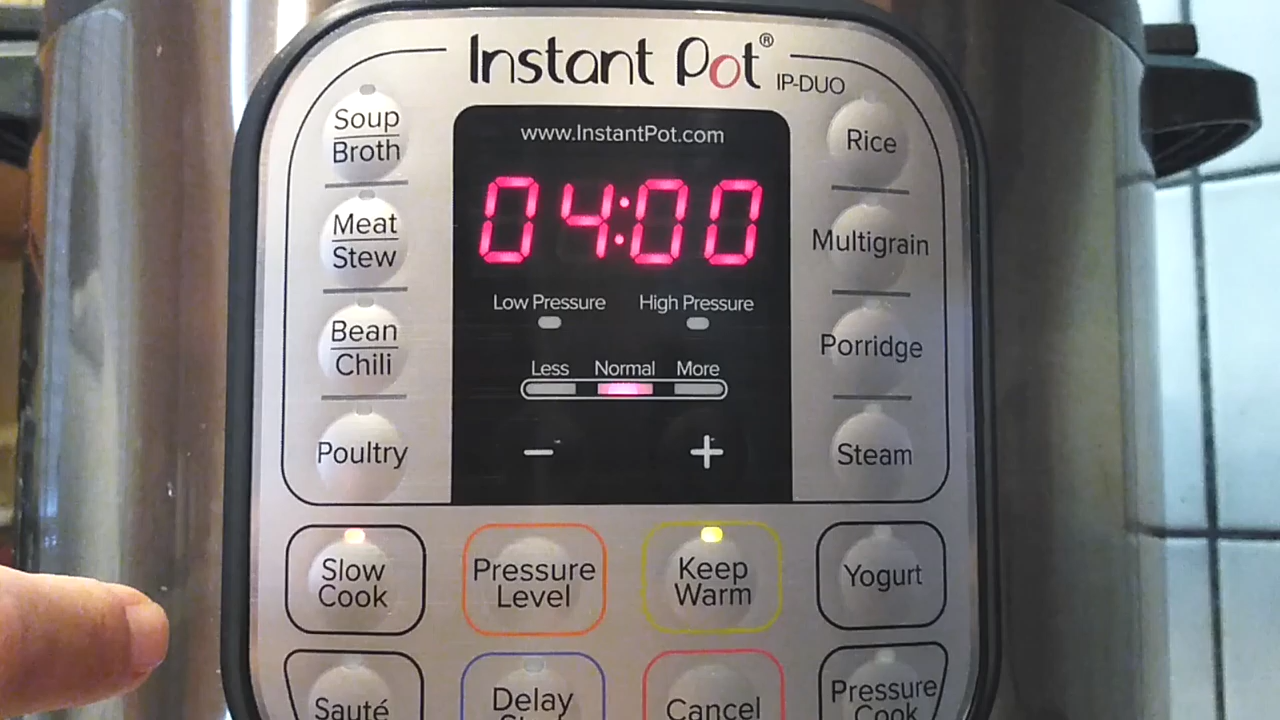 Instant Pot® IP-DUO
www.InstantPot.com
04:00
Low Pressure High Pressure
Less Normal More
− +
Soup
Broth
Meat
Stew
Bean
Chili
Poultry
Rice
Multigrain
Porridge
Steam
Slow
Cook
Pressure
Level
Keep
Warm
Yogurt
Sauté
Delay
Cancel
Pressure
Cook